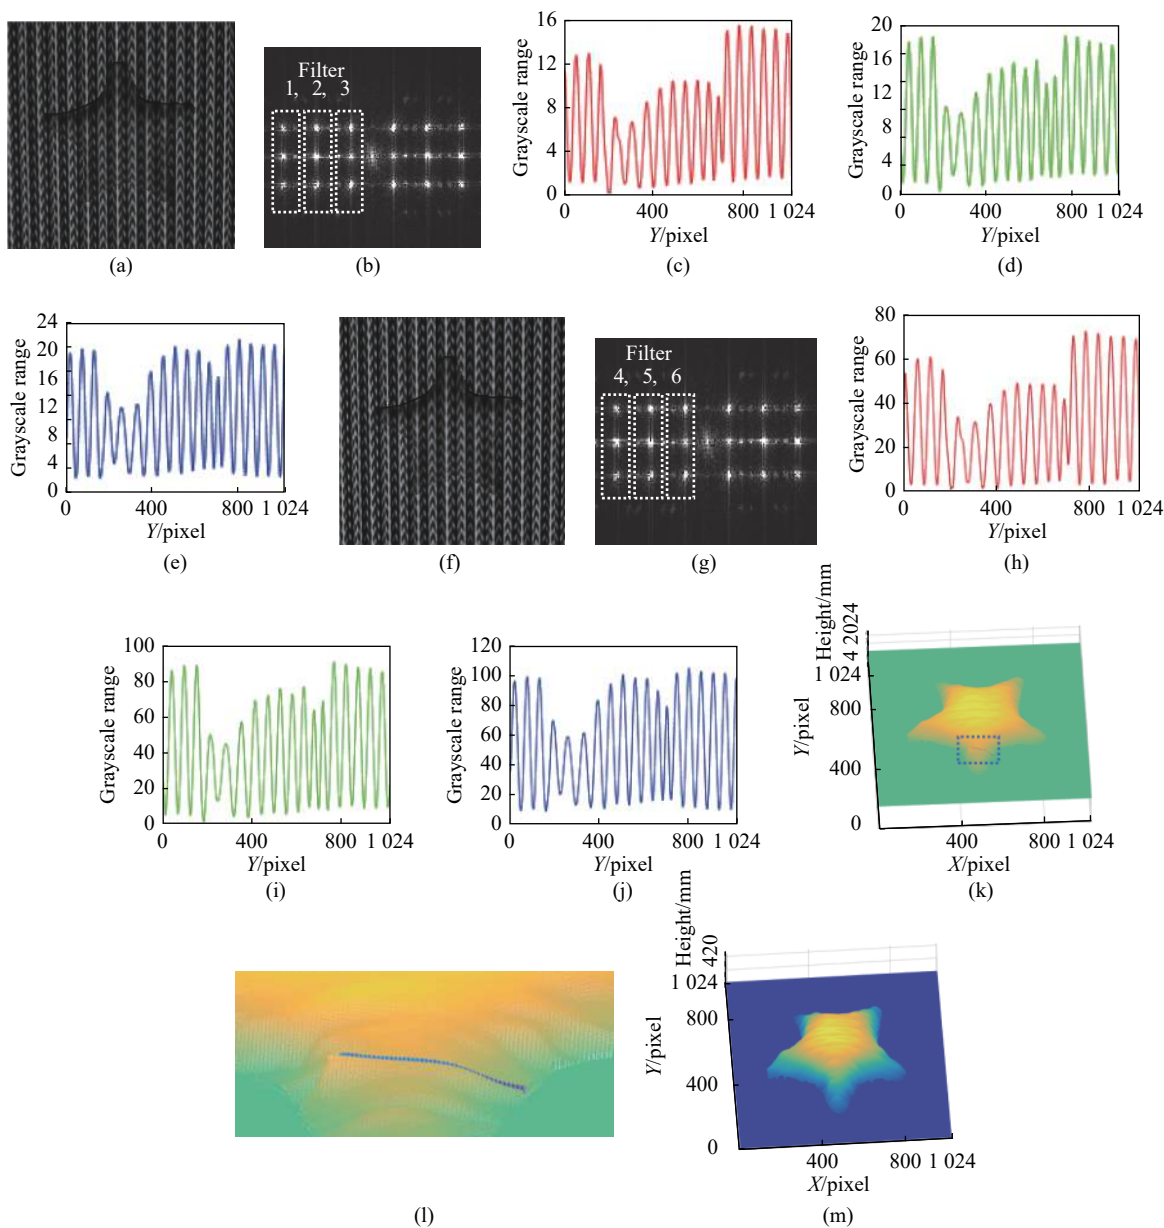 (a)
Filter
1, 2, 3
(b)
Grayscale range
16
12
8
4
0
0 400 800 1 024
Y/pixel
(c)
Grayscale range
20
16
12
8
4
0
0 400 800 1 024
Y/pixel
(d)
Grayscale range
24
20
16
12
8
4
0
0 400 800 1 024
Y/pixel
(e)
(f)
Filter
4, 5, 6
(g)
Grayscale range
80
60
40
20
0
0 400 800 1 024
Y/pixel
(h)
Grayscale range
100
80
60
40
20
0
0 400 800 1 024
Y/pixel
(i)
Grayscale range
120
100
80
60
40
20
0
0 400 800 1 024
Y/pixel
(j)
Height/mm
4 2024
1 024
800
400
0
Y/pixel
400 800 1 024
X/pixel
(k)
(l)
Height/mm
420
1 024
800
400
0
Y/pixel
400 800 1 024
X/pixel
(m)